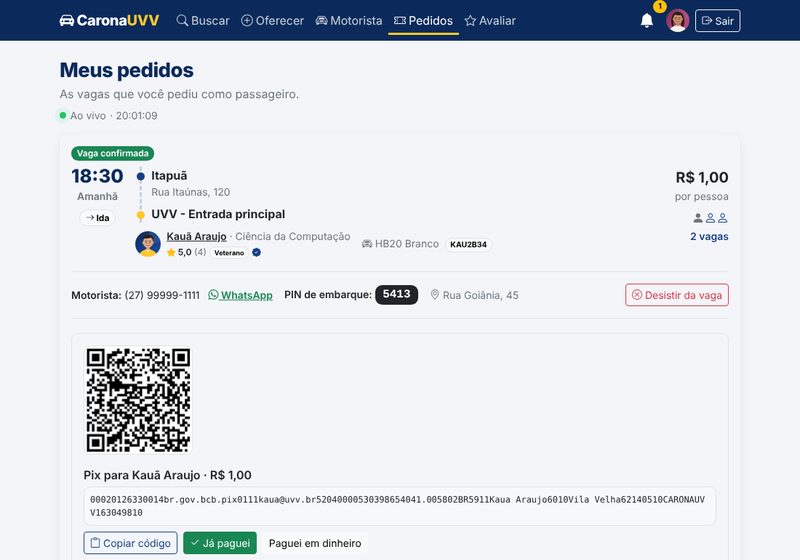 CaronaUVV Buscar Oferecer Motorista Pedidos Avaliar 1 Sair
Meus pedidos
As vagas que você pediu como passageiro.
Ao vivo · 20:01:09
Vaga confirmada
18:30 Itapuã R$ 1,00
Amanhã Rua Itaúnas, 120 por pessoa
Ida UVV - Entrada principal
2 vagas
Kauã Araujo · Ciência da Computação HB20 Branco KAU2B34
5,0 (4) Veterano
Motorista: (27) 99999-1111 WhatsApp PIN de embarque: 5413 Rua Goiânia, 45 Desistir da vaga
Pix para Kauã Araujo · R$ 1,00
00020126330014br.gov.bcb.pix0111kaua@uvv.br52040000530398654041.005802BR5911Kaua Araujo6010Vila Velha62140510CARONAUV
V163049810
Copiar código Já paguei Paguei em dinheiro